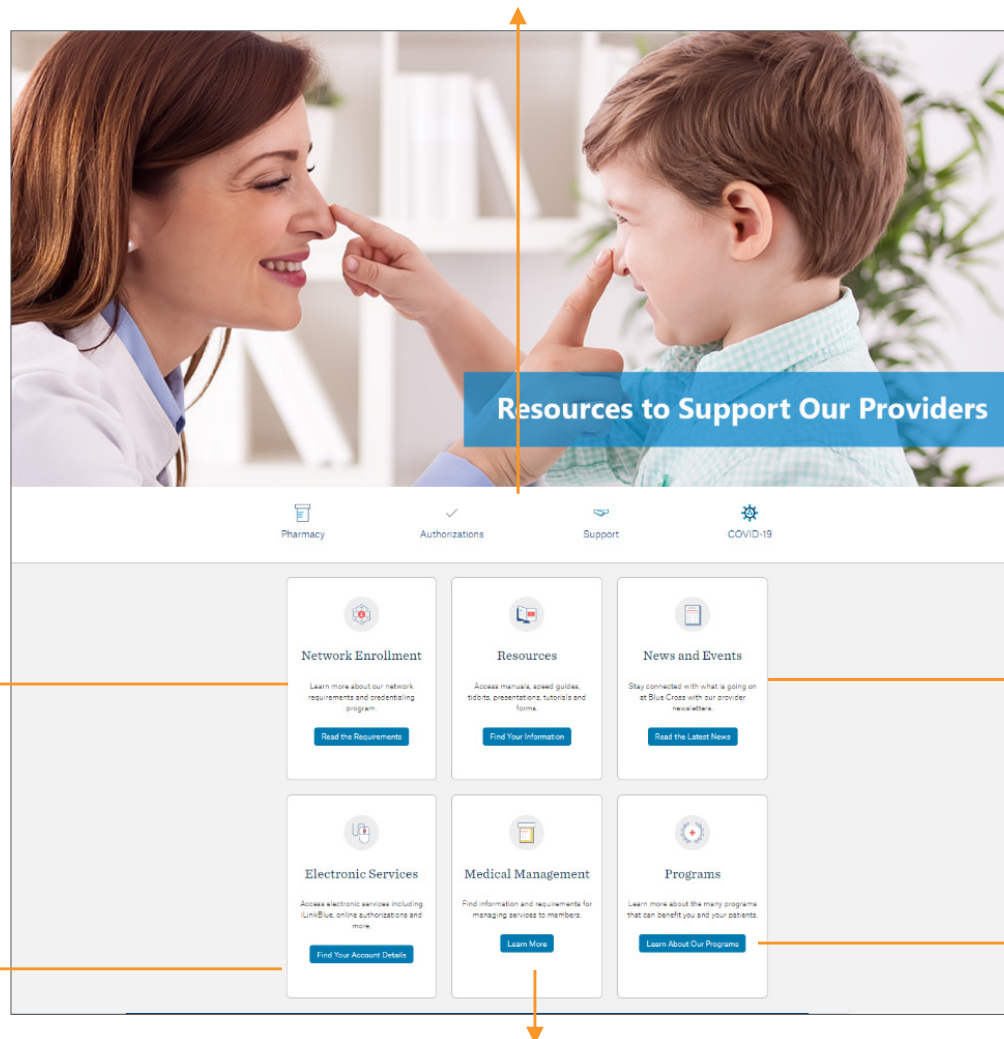 Resources to Support Our Providers
Pharmacy
Authorizations
Support
COVID-19
Network Enrollment
Learn more about our network
requirements and credentialing
program.
Read the Requirements
Resources
Access manuals, speed guides,
tidbits, presentations, tutorials and
forms.
Find Your Information
News and Events
Stay connected with what is going on
at Blue Cross with our provider
newsletters.
Read the Latest News
Electronic Services
Access electronic services including
iLinkBlue, online authorizations and
more.
Find Your Account Details
Medical Management
Find information and requirements for
managing services to members.
Learn More
Programs
Learn more about the many programs
that can benefit you and your patients.
Learn About Our Programs